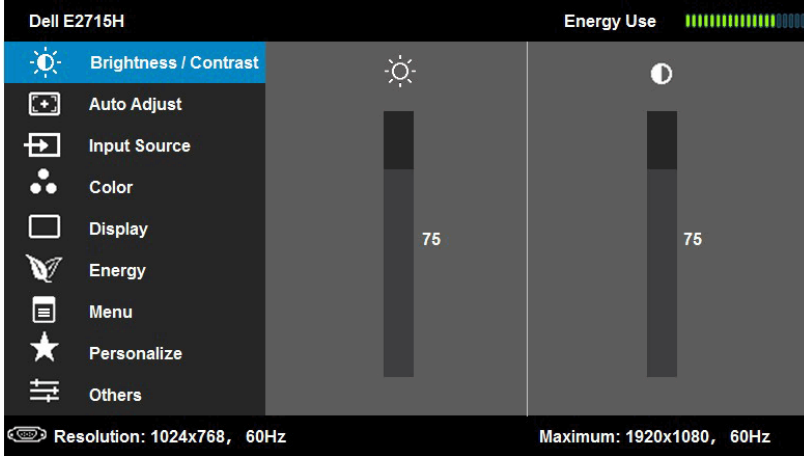 Dell E2715H
Energy Use
Brightness / Contrast
Auto Adjust
Input Source
Color
Display
Energy
Menu
Personalize
Others
75
75
Resolution: 1024x768, 60Hz
Maximum: 1920x1080, 60Hz